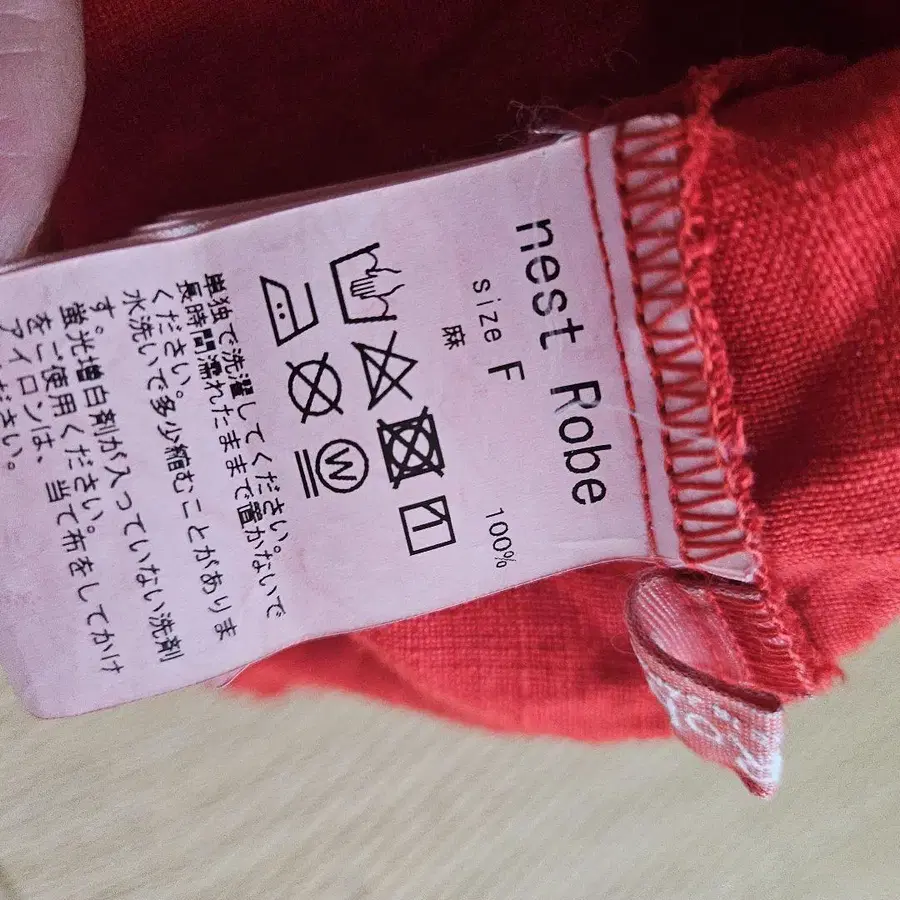 nest Robe
size F
麻 100%
W
単独で洗濯してください。
長時間濡れたままで置かないで
ください。
水洗いで多少縮むことがありま
す。
蛍光増白剤が入っていない洗剤
をご使用ください。
アイロンは、当て布をしてかけ
ださい。